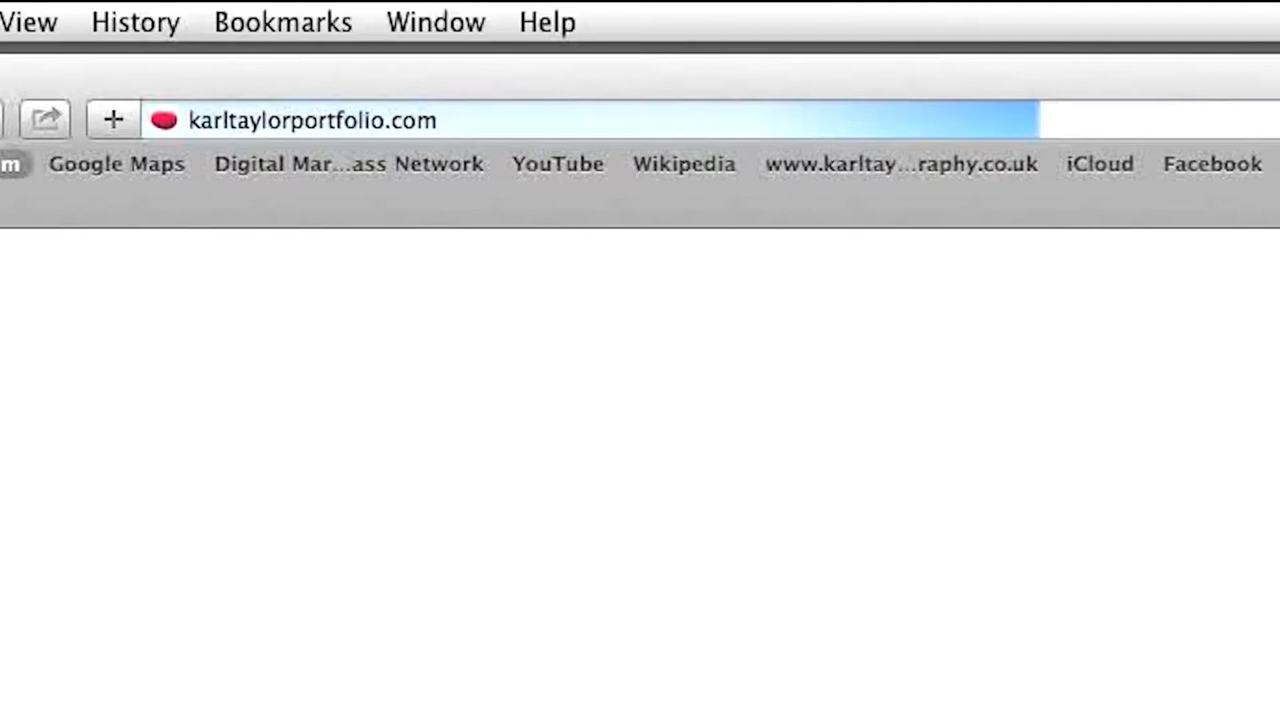 View History Bookmarks Window Help
karltaylorportfolio.com
m Google Maps Digital Mar...ass Network YouTube Wikipedia www.karltay...raphy.co.uk iCloud Facebook